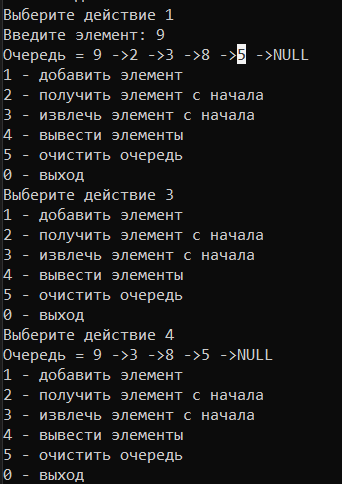 Выберите действие 1
Введите элемент: 9
Очередь = 9 ->2 ->3 ->8 ->5 ->NULL
1 - добавить элемент
2 - получить элемент с начала
3 - извлечь элемент с начала
4 - вывести элементы
5 - очистить очередь
0 - выход
Выберите действие 3
1 - добавить элемент
2 - получить элемент с начала
3 - извлечь элемент с начала
4 - вывести элементы
5 - очистить очередь
0 - выход
Выберите действие 4
Очередь = 9 ->3 ->8 ->5 ->NULL
1 - добавить элемент
2 - получить элемент с начала
3 - извлечь элемент с начала
4 - вывести элементы
5 - очистить очередь
0 - выход